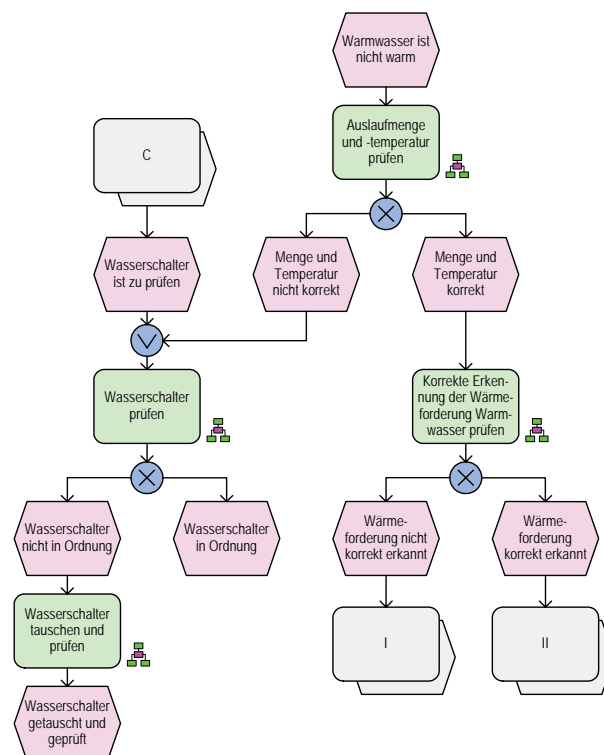 Warmwasser ist
nicht warm
Auslaufmenge
und -temperatur
prüfen
C
Wasserschalter
ist zu prüfen
Menge und
Temperatur
nicht korrekt
Menge und
Temperatur
korrekt
Wasserschalter
prüfen
Korrekte Erken-
nung der Wärme-
forderung Warm-
wasser prüfen
Wasserschalter
nicht in Ordnung
Wasserschalter
in Ordnung
Wärme-
forderung nicht
korrekt erkannt
Wärme-
forderung
korrekt erkannt
Wasserschalter
tauschen und
prüfen
I
II
Wasserschalter
getauscht und
geprüft